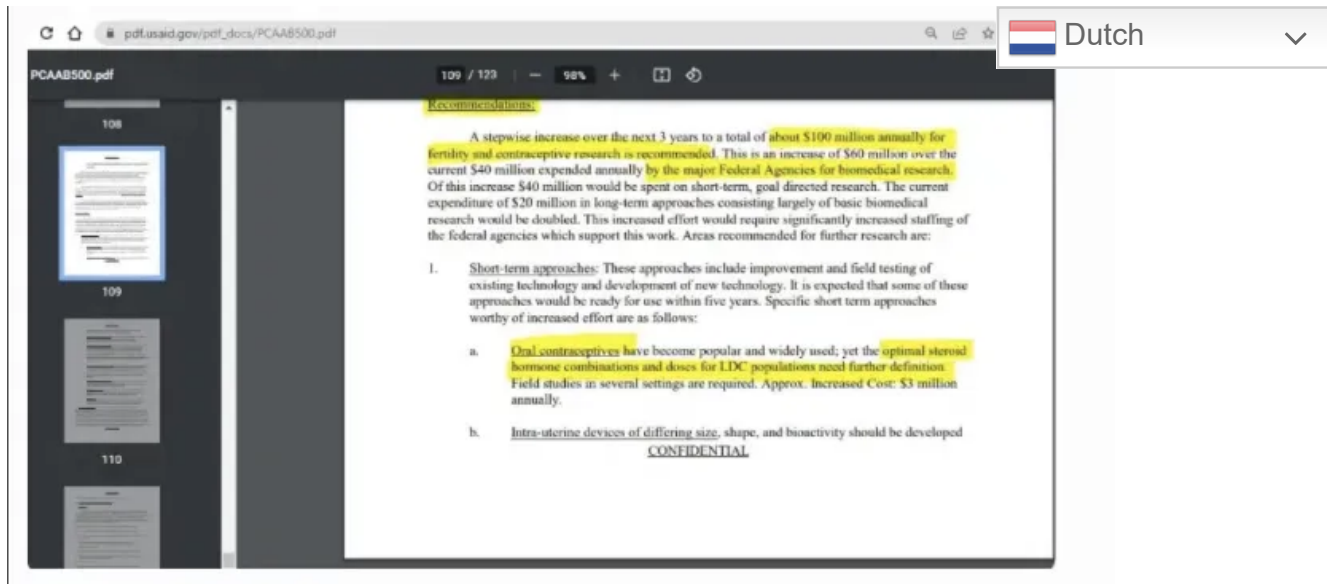 pdf.usaid.gov/pdf_docs/PCAAB500.pdf
Dutch
PCAAB500.pdf
109 / 123
98%
108
109
110
Recommendations:
A stepwise increase over the next 3 years to a total of about $100 million annually for
fertility and contraceptive research is recommended. This is an increase of $60 million over the
current $40 million expended annually by the major Federal Agencies for biomedical research.
Of this increase $40 million would be spent on short-term, goal directed research. The current
expenditure of $20 million in long-term approaches consisting largely of basic biomedical
research would be doubled. This increased effort would require significantly increased staffing of
the federal agencies which support this work. Areas recommended for further research are:
1. Short-term approaches: These approaches include improvement and field testing of
existing technology and development of new technology. It is expected that some of these
approaches would be ready for use within five years. Specific short term approaches
worthy of increased effort are as follows:
a. Oral contraceptives have become popular and widely used; yet the optimal steroid
hormone combinations and doses for LDC populations need further definition.
Field studies in several settings are required. Approx. Increased Cost: $3 million
annually.
b. Intra-uterine devices of differing size, shape, and bioactivity should be developed
CONFIDENTIAL